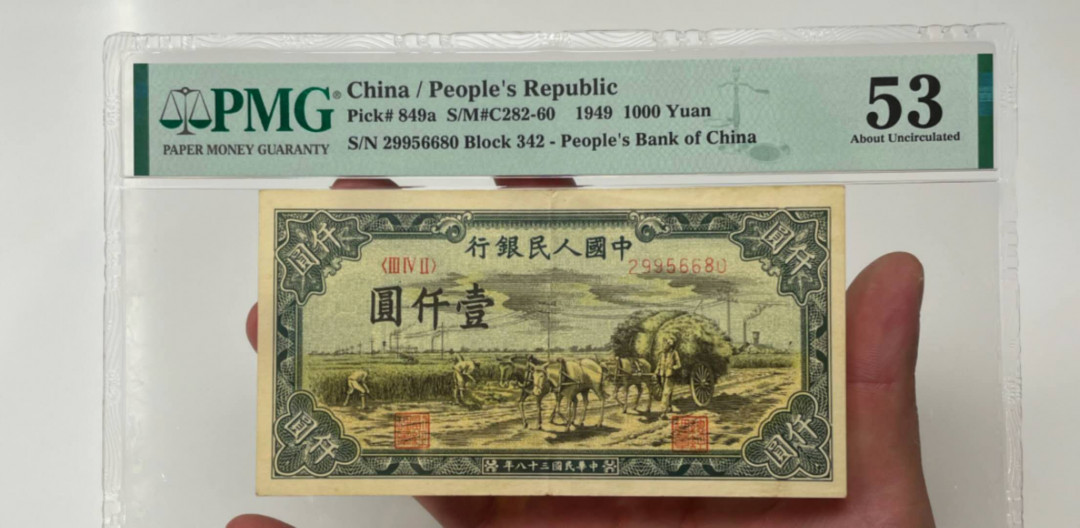 PMG®
PAPER MONEY GUARANTY
China / People's Republic
Pick# 849a S/M#C282-60 1949 1000 Yuan
S/N 29956680 Block 342 - People's Bank of China
53
About Uncirculated
行銀民人國中
〈III IV II〉
29956680
圓仟壹
圓仟
圓仟
圓仟
圓仟
年八十三國民華中